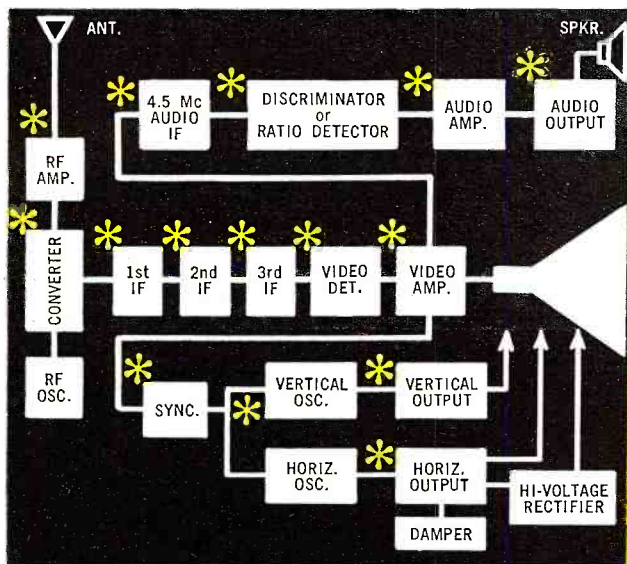 ANT.
SPKR.
4.5 Mc
AUDIO
IF
DISCRIMINATOR
or
RATIO DETECTOR
AUDIO
AMP.
AUDIO
OUTPUT
RF
AMP.
CONVERTER
1st
IF
2nd
IF
3rd
IF
VIDEO
DET.
VIDEO
AMP.
RF
OSC.
SYNC.
VERTICAL
OSC.
VERTICAL
OUTPUT
HORIZ.
OSC.
HORIZ.
OUTPUT
HI-VOLTAGE
RECTIFIER
DAMPER